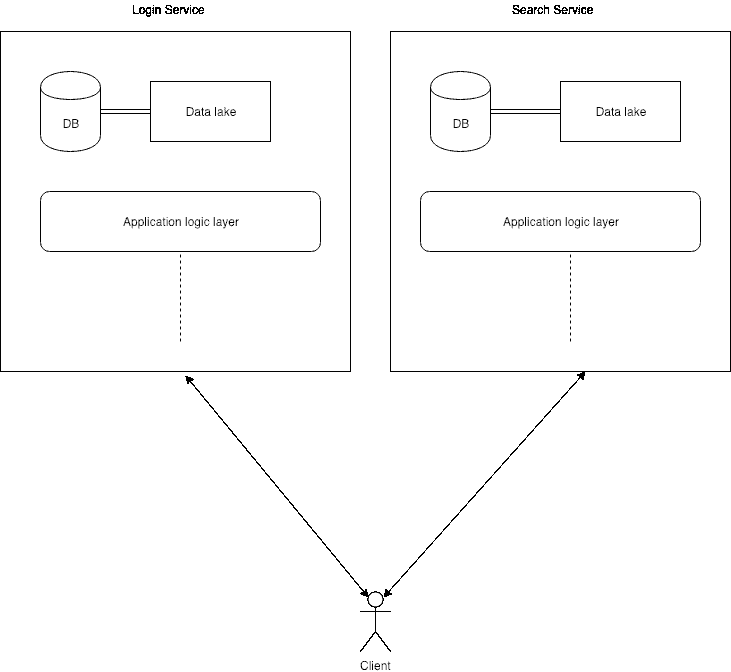 Login Service
Search Service
DB
Data lake
DB
Data lake
Application logic layer
Application logic layer
Client